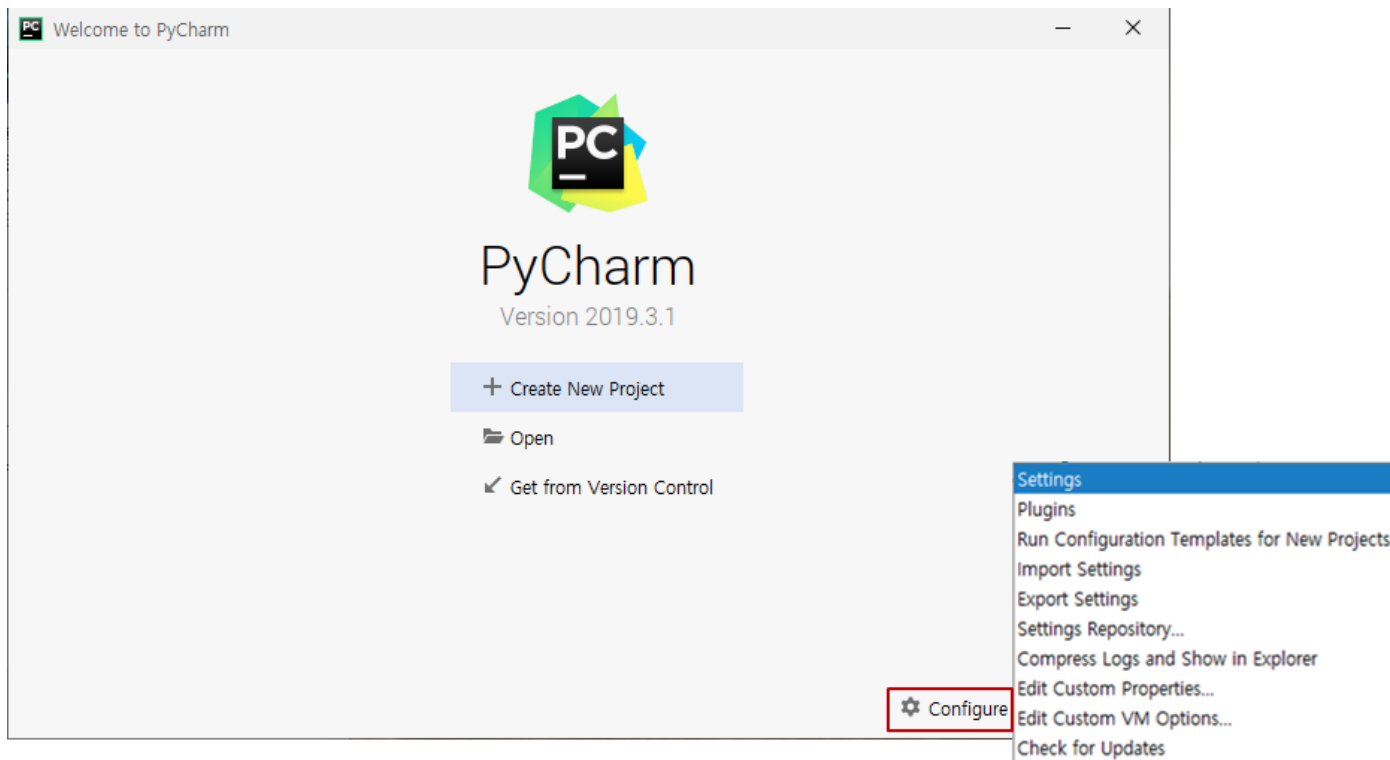 PC Welcome to PyCharm
PC
PyCharm
Version 2019.3.1
Create New Project
Open
Get from Version Control
Configure
Settings
Plugins
Run Configuration Templates for New Projects
Import Settings
Export Settings
Settings Repository...
Compress Logs and Show in Explorer
Edit Custom Properties...
Edit Custom VM Options...
Check for Updates